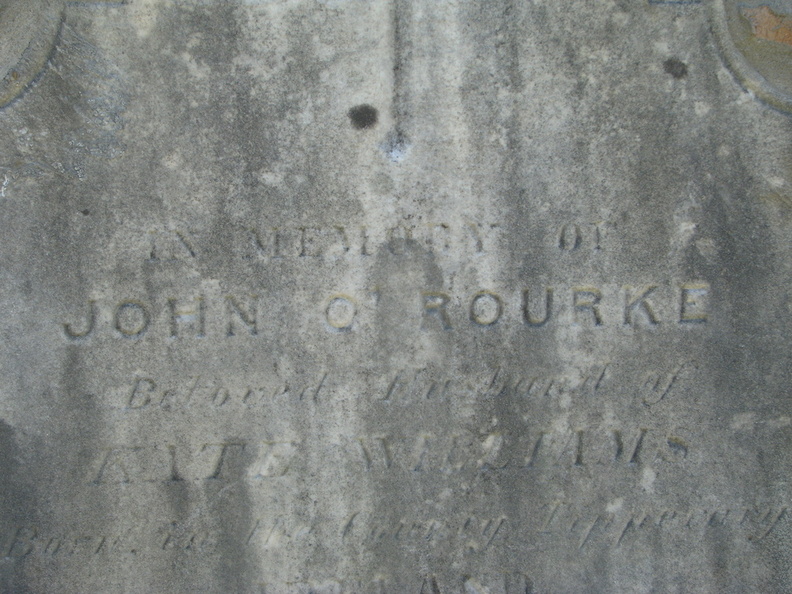 IN MEMORY OF
JOHN O'ROURKE
Beloved Husband of
KATE WILLIAMS
Born in the County Tipperary